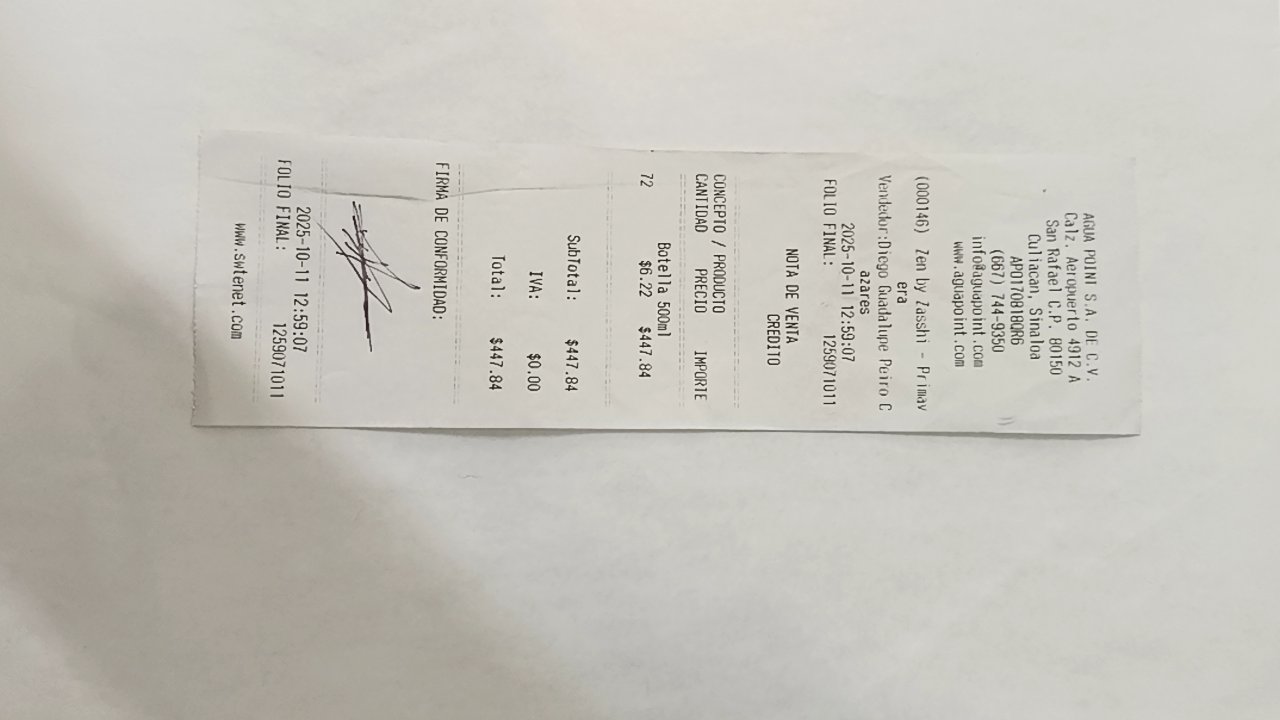 AGUA POINT S.A. DE C.V.
Calz. Aeropuerto 4912 A
San Rafael C.P. 80150
Culiacan, Sinaloa
APO170818QR6
(667) 744-9350
info@aguapoint.com
www.aguapoint.com
(000146) Zen by Zasshi - Primav
era
Vendedor:Diego Guadalupe Peiro C
azares
2025-10-11 12:59:07
FOLIO FINAL: 1259071011
NOTA DE VENTA
CREDITO
CONCEPTO / PRODUCTO
CANTIDAD PRECIO IMPORTE
Botella 500ml
72 $6.22 $447.84
SubTotal: $447.84
IVA: $0.00
Total: $447.84
FIRMA DE CONFORMIDAD:
2025-10-11 12:59:07
FOLIO FINAL: 1259071011
www.swtenet.com